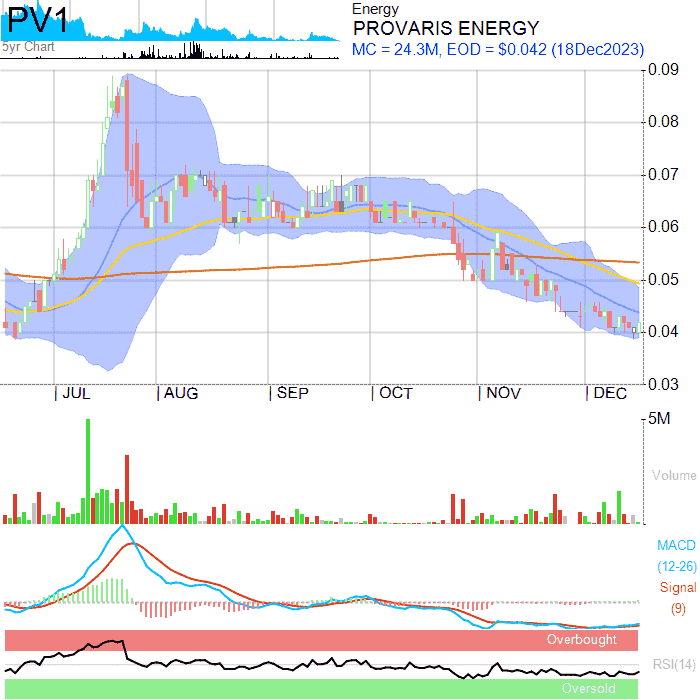 PV1
Energy
PROVARIS ENERGY
5yr Chart
MC = 24.3M, EOD = $0.042 (18Dec2023)
0.09
0.08
0.07
0.06
0.05
0.04
0.03
JUL AUG SEP OCT NOV DEC
5M
Volume
MACD
(12-26)
Signal
(9)
Overbought
RSI(14)
Oversold